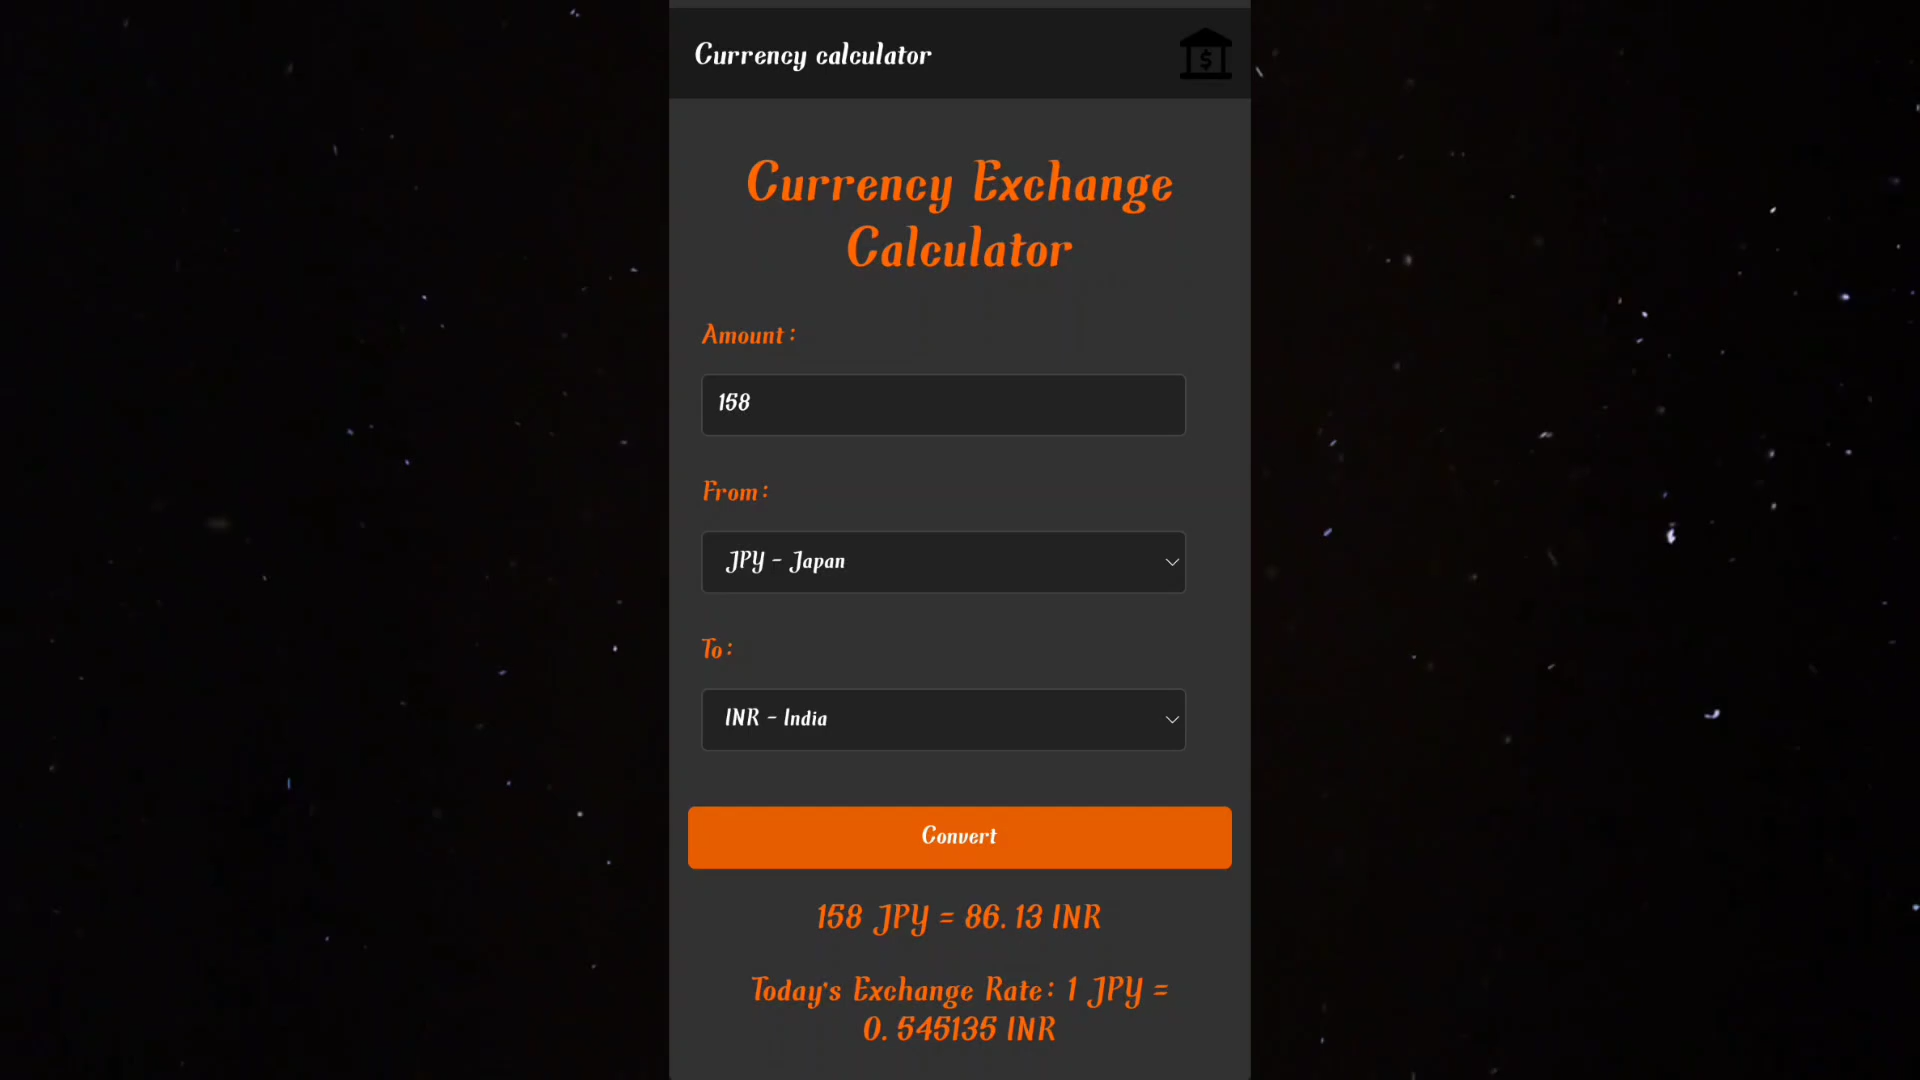 Currency calculator
$
Currency Exchange
Calculator
Amount:
158
From:
JPY - Japan
To:
INR - India
Convert
158 JPY = 86.13 INR
Today's Exchange Rate: 1 JPY =
0.545135 INR